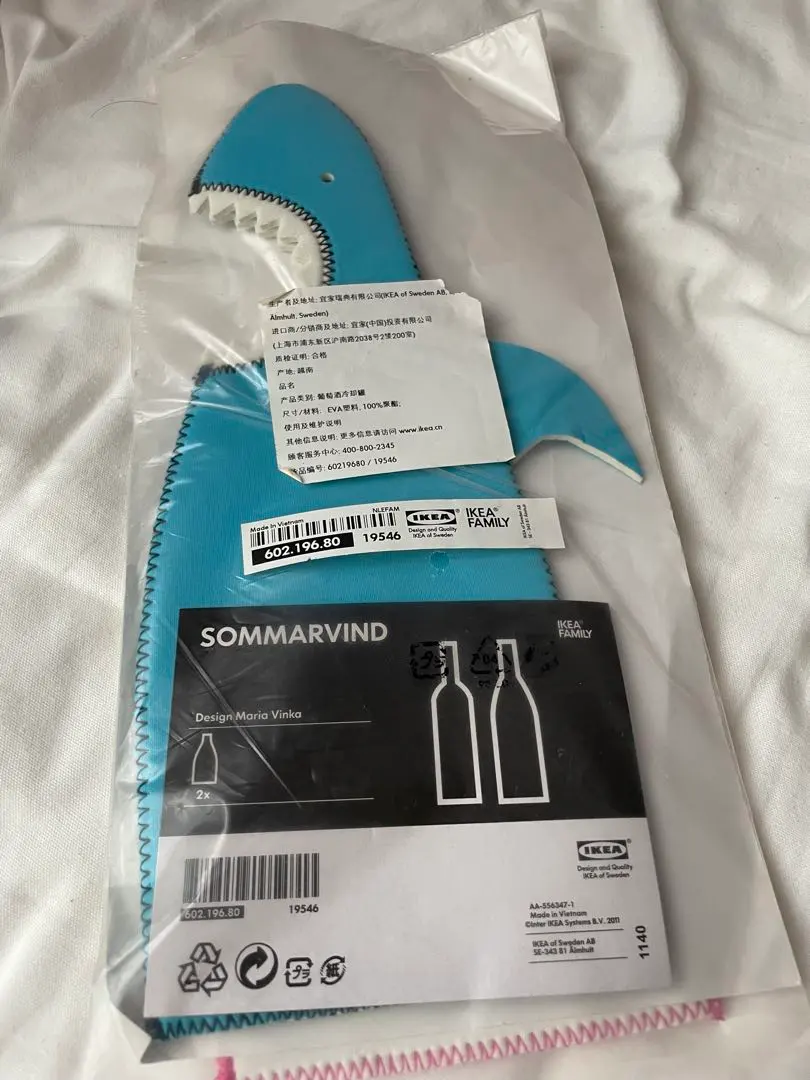 生产者及地址: 宜家瑞典有限公司(IKEA of Sweden AB,
Älmhult, Sweden)
进口商/分销商及地址: 宜家(中国)投资有限公司
(上海市浦东新区沪南路2038号2楼200室)
质检证明: 合格
产地: 越南
品名
产品类别: 葡萄酒冷却罐
尺寸/材料: EVA塑料, 100%聚酯;
使用及维护说明
其他信息说明: 更多信息请访问 www.ikea.cn
顾客服务中心: 400-800-2345
货品编号: 60219680 / 19546
Made in Vietnam
NLEFAM
602.196.80
19546
IKEA®
Design and Quality
IKEA of Sweden
IKEA®
FAMILY
SOMMARVIND
IKEA®
FAMILY
Design Maria Vinka
2x
602.196.80
19546
IKEA®
Design and Quality
IKEA of Sweden
AA-556347-1
Made in Vietnam
©Inter IKEA Systems B.V. 2011
IKEA of Sweden AB
SE-343 81 Älmhult
1140
プラ
紙